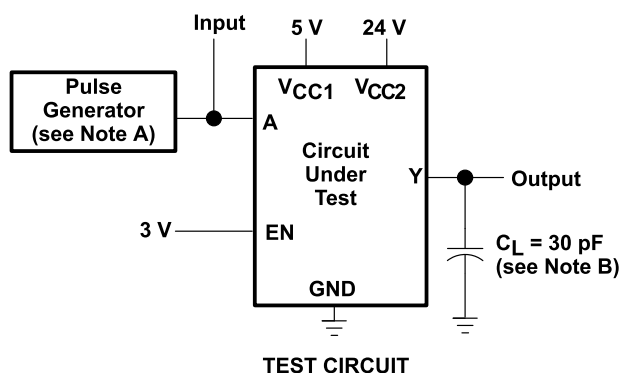 Input
5 V
24 V
Pulse
Generator
(see Note A)
VCC1
VCC2
A
Circuit
Under
Test
Y
Output
3 V
EN
CL = 30 pF
(see Note B)
GND
TEST CIRCUIT